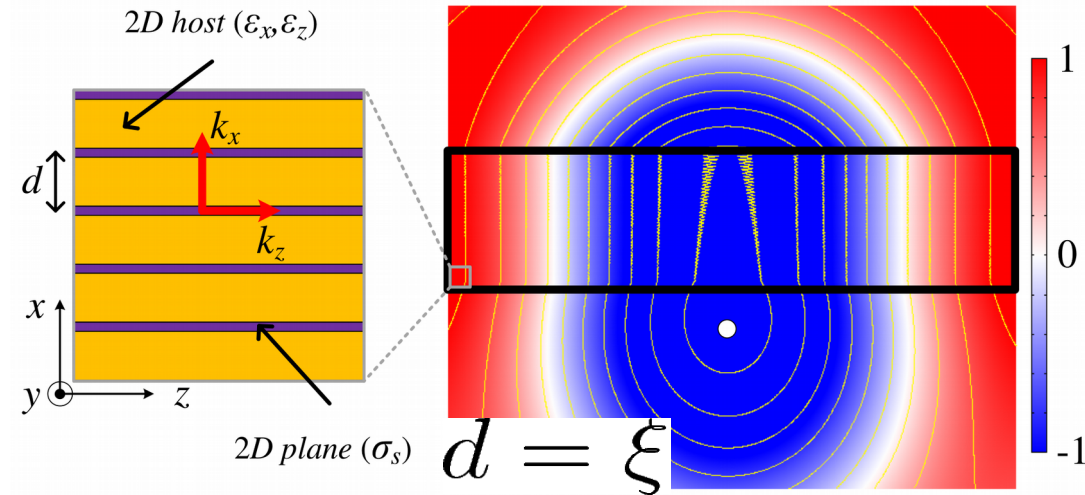 2D host (εx,εz)
kx
d
kz
x
y
z
2D plane (σs)
d = ξ
1
0
-1